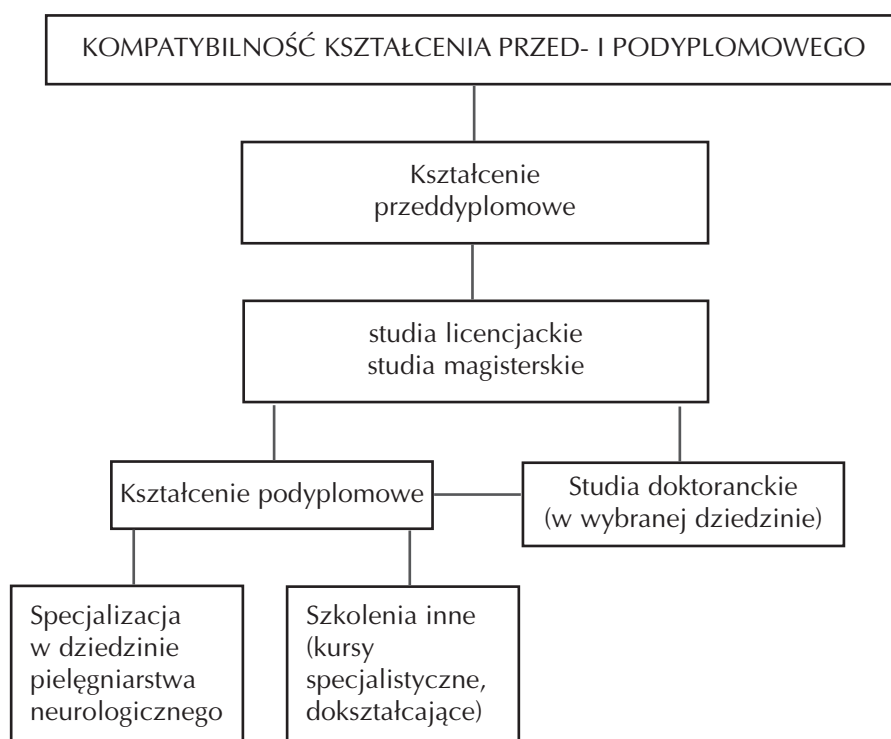 KOMPATYBILNOŚĆ KSZTAŁCENIA PRZED- I PODYPLOMOWEGO
Kształcenie
przeddyplomowe
studia licencjackie
studia magisterskie
Kształcenie podyplomowe
Studia doktoranckie
(w wybranej dziedzinie)
Specjalizacja
w dziedzinie
pielęgniarstwa
neurologicznego
Szkolenia inne
(kursy
specjalistyczne,
dokształcające)